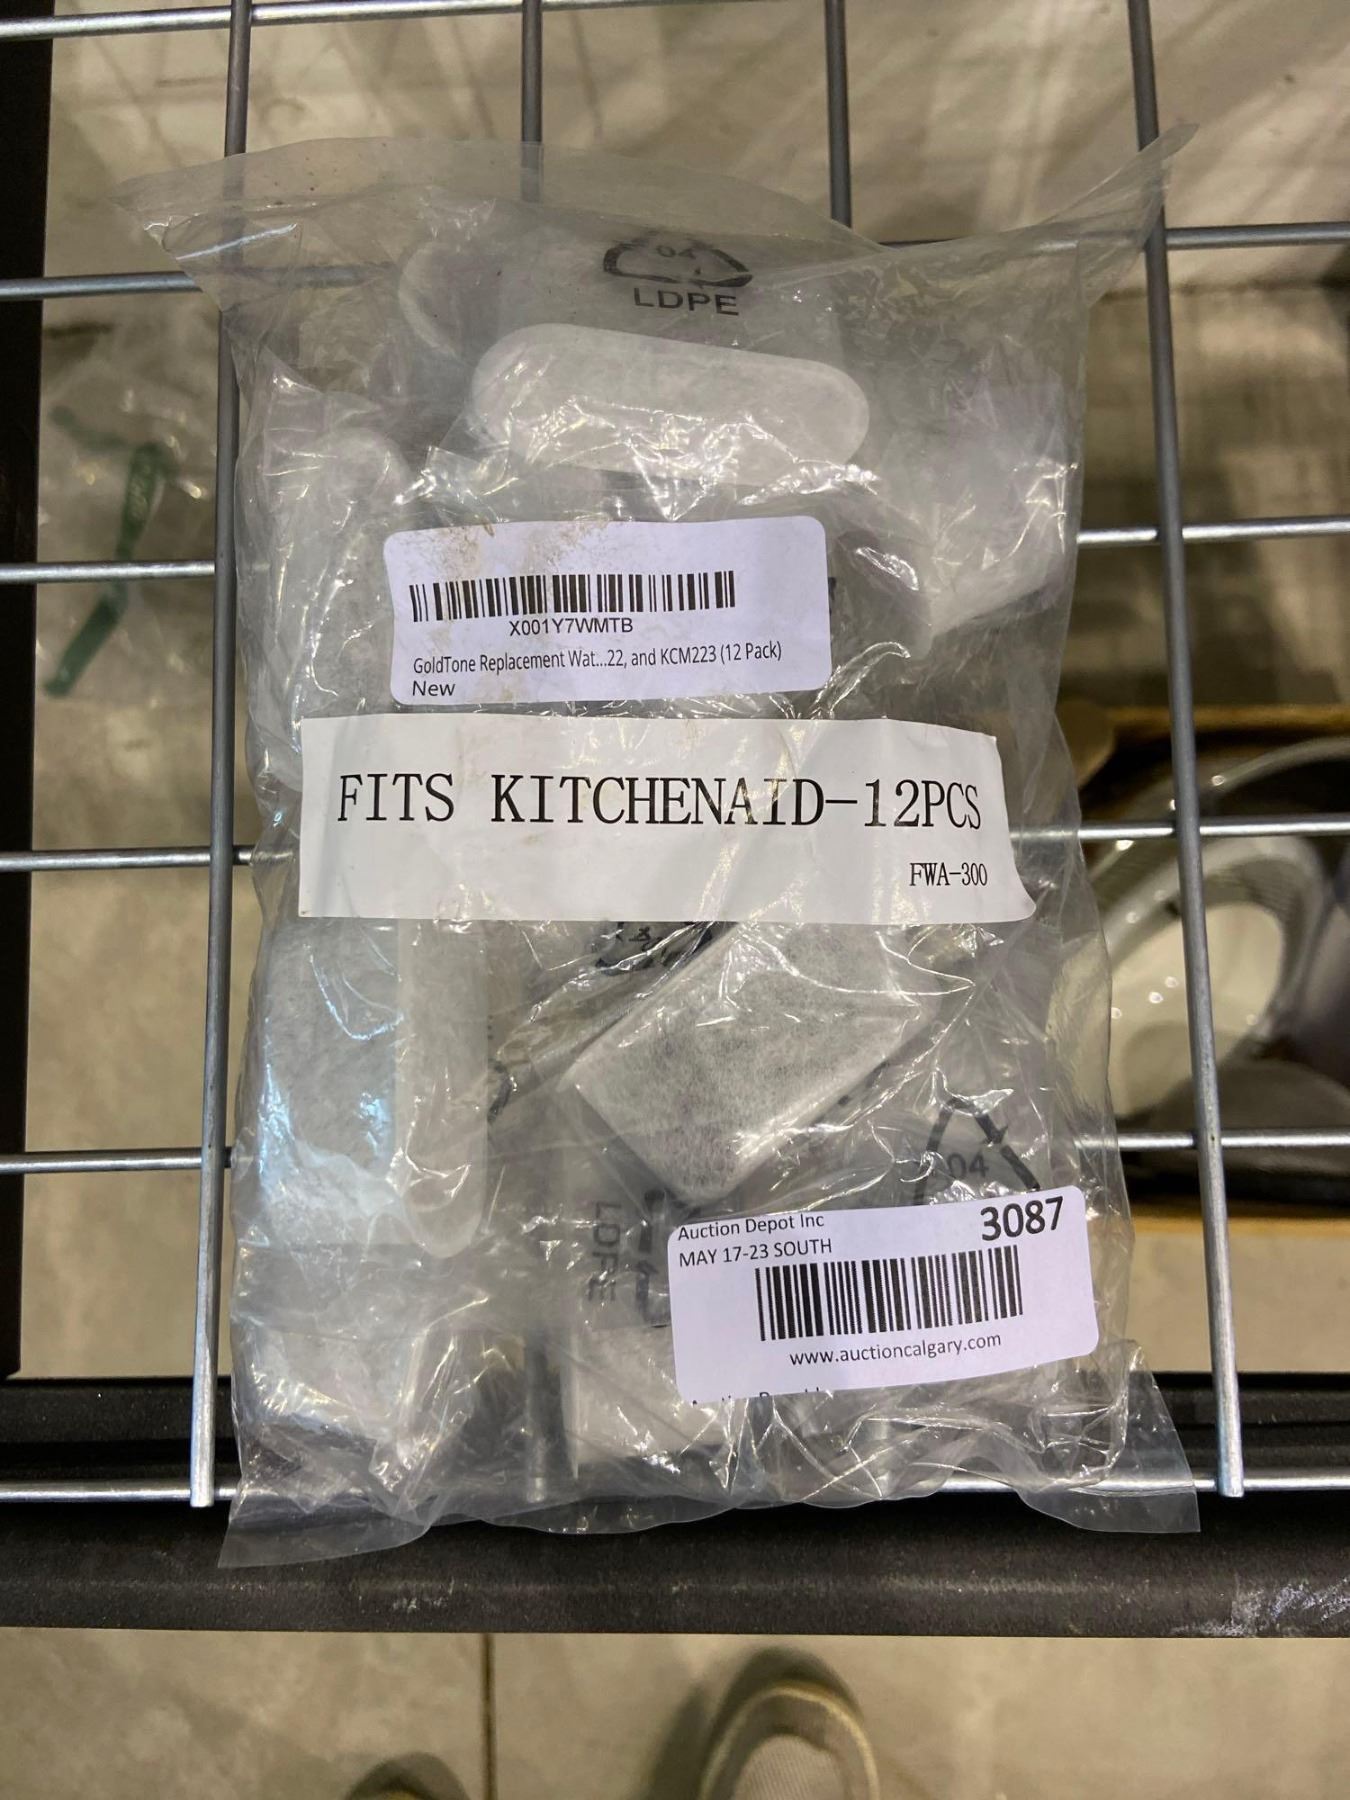 04
LDPE
X001Y7WMTB
GoldTone Replacement Wat...22, and KCM223 (12 Pack)
New
FITS KITCHENAID-12PCS
FWA-300
04
LDPE
Auction Depot Inc
3087
MAY 17-23 SOUTH
www.auctioncalgary.com